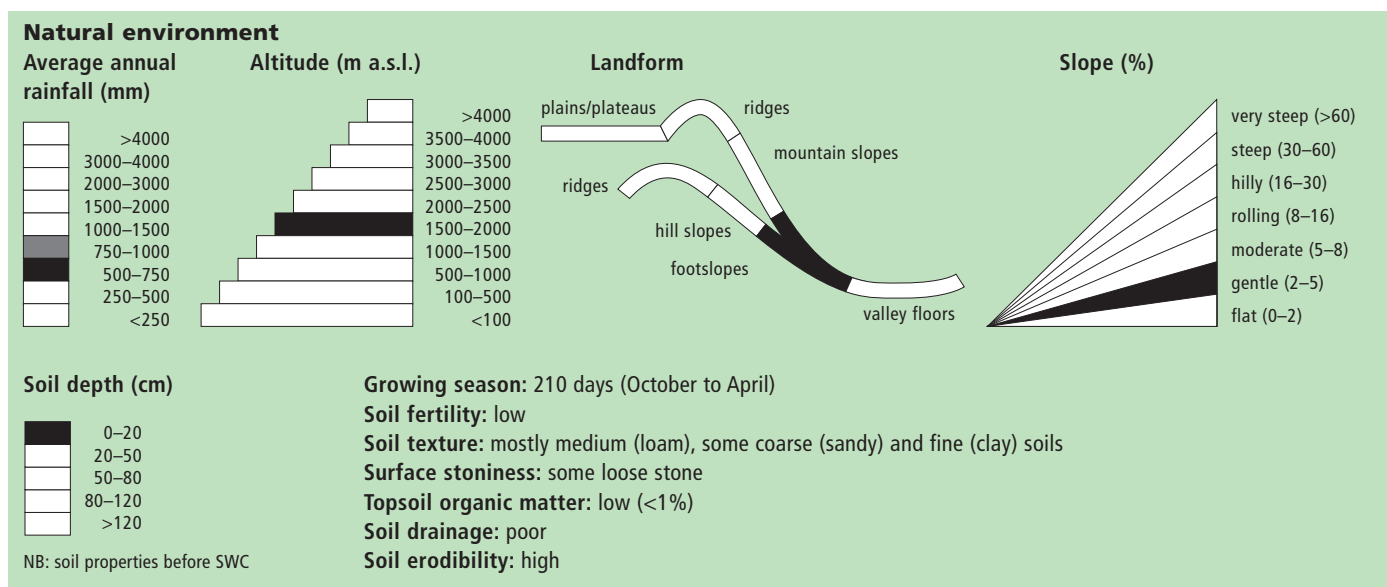 Natural environment
Average annual
rainfall (mm)
>4000
3000–4000
2000–3000
1500–2000
1000–1500
750–1000
500–750
250–500
<250
Altitude (m a.s.l.)
>4000
3500–4000
3000–3500
2500–3000
2000–2500
1500–2000
1000–1500
500–1000
100–500
<100
Landform
plains/plateaus
ridges
mountain slopes
ridges
hill slopes
footslopes
valley floors
Slope (%)
very steep (>60)
steep (30–60)
hilly (16–30)
rolling (8–16)
moderate (5–8)
gentle (2–5)
flat (0–2)
Soil depth (cm)
0–20
20–50
50–80
80–120
>120
NB: soil properties before SWC
Growing season: 210 days (October to April)
Soil fertility: low
Soil texture: mostly medium (loam), some coarse (sandy) and fine (clay) soils
Surface stoniness: some loose stone
Topsoil organic matter: low (<1%)
Soil drainage: poor
Soil erodibility: high